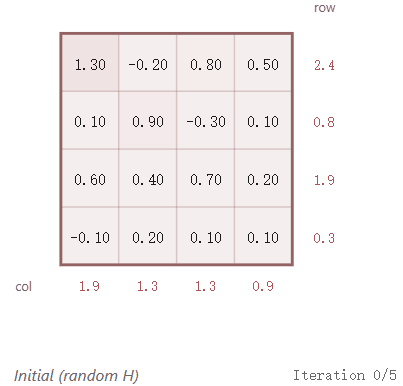 row
1.30 -0.20 0.80 0.50 2.4
0.10 0.90 -0.30 0.10 0.8
0.60 0.40 0.70 0.20 1.9
-0.10 0.20 0.10 0.10 0.3
col 1.9 1.3 1.3 0.9
Initial (random H) Iteration 0/5